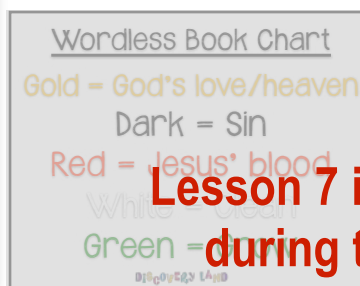 Wordless Book Chart
Gold = God's love/heaven
Dark = Sin
Red = Jesus' blood
Lesson 7 i
White = Clean
during t
Green = Grow
DISCOVERY LAND